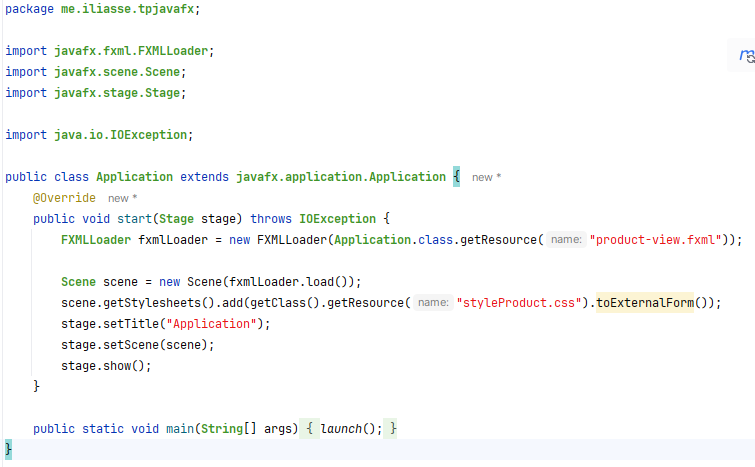 package me.iliasse.tpjavafx;
import javafx.fxml.FXMLLoader;
import javafx.scene.Scene;
import javafx.stage.Stage;
import java.io.IOException;
public class Application extends javafx.application.Application { new *
@Override new *
public void start(Stage stage) throws IOException {
FXMLLoader fxmlLoader = new FXMLLoader(Application.class.getResource( name: "product-view.fxml"));
Scene scene = new Scene(fxmlLoader.load());
scene.getStylesheets().add(getClass().getResource( name: "styleProduct.css").toExternalForm());
stage.setTitle("Application");
stage.setScene(scene);
stage.show();
}
public static void main(String[] args) { launch(); }
}